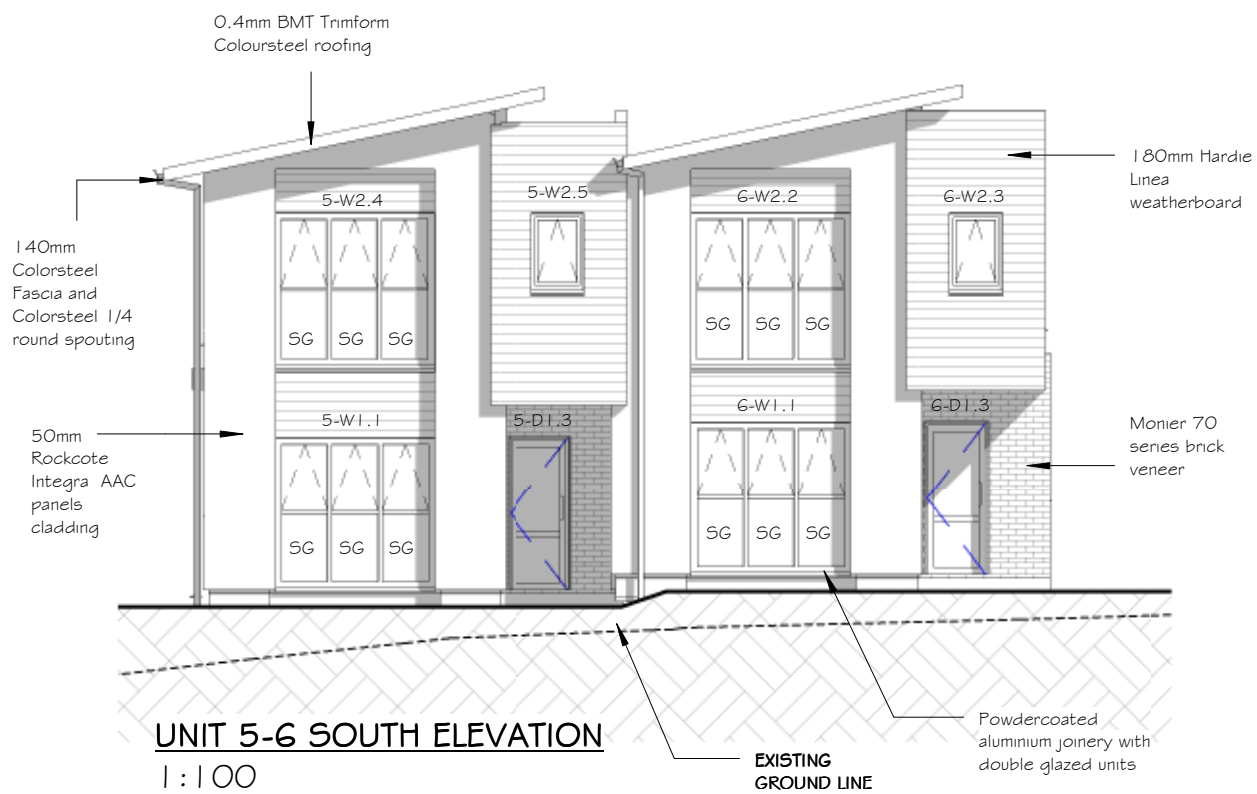 0.4mm BMT Trimform
Coloursteel roofing
180mm Hardie
Linea
weatherboard
5-W2.4
5-W2.5
6-W2.2
6-W2.3
140mm
Colorsteel
Fascia and
Colorsteel 1/4
round spouting
SG SG SG
SG SG SG
5-W1.1
5-D1.3
6-W1.1
6-D1.3
50mm
Rockcote
Integra AAC
panels
cladding
Monier 70
series brick
veneer
SG SG SG
SG SG SG
UNIT 5-6 SOUTH ELEVATION
1:100
EXISTING
GROUND LINE
Powdercoated
aluminium joinery with
double glazed units